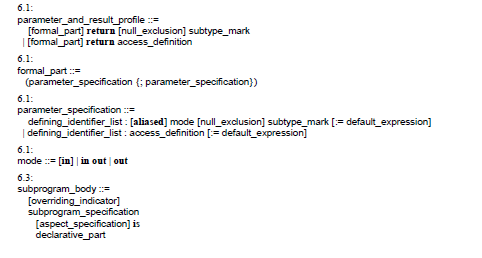 6.1:
parameter_and_result_profile ::=
[formal_part] return [null_exclusion] subtype_mark
| [formal_part] return access_definition
6.1:
formal_part ::=
(parameter_specification {; parameter_specification})
6.1:
parameter_specification ::=
defining_identifier_list : [aliased] mode [null_exclusion] subtype_mark [:= default_expression]
| defining_identifier_list : access_definition [:= default_expression]
6.1:
mode ::= [in] | in out | out
6.3:
subprogram_body ::=
[overriding_indicator]
subprogram_specification
[aspect_specification] is
declarative_part